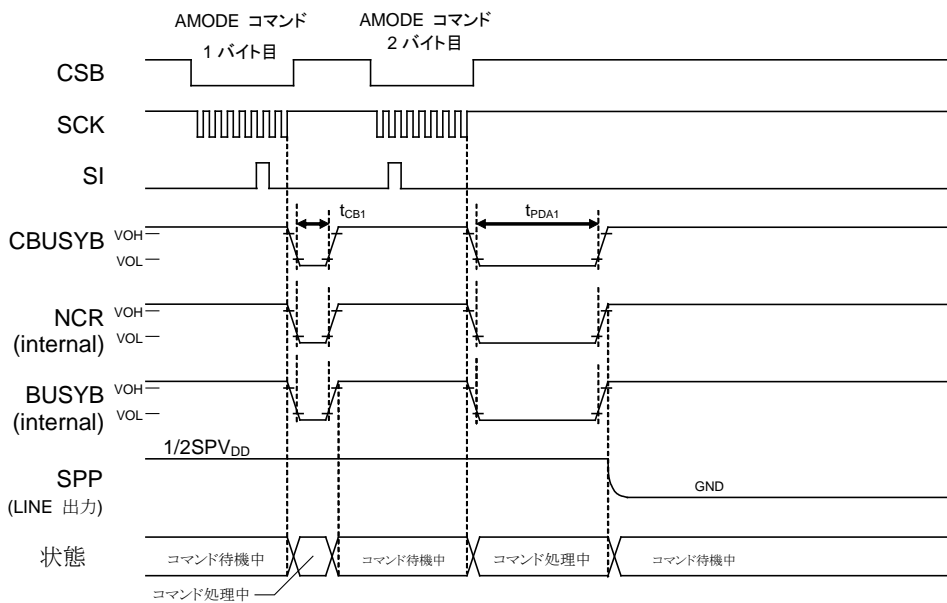 AMODE コマンド
1 バイト目
AMODE コマンド
2 バイト目
CSB
SCK
SI
tCB1
tPDA1
CBUSYB
VOH
VOL
NCR
(internal)
VOH
VOL
BUSYB
(internal)
VOH
VOL
1/2SPVDD
SPP
(LINE 出力)
GND
状態
コマンド待機中
コマンド待機中
コマンド処理中
コマンド待機中
コマンド処理中